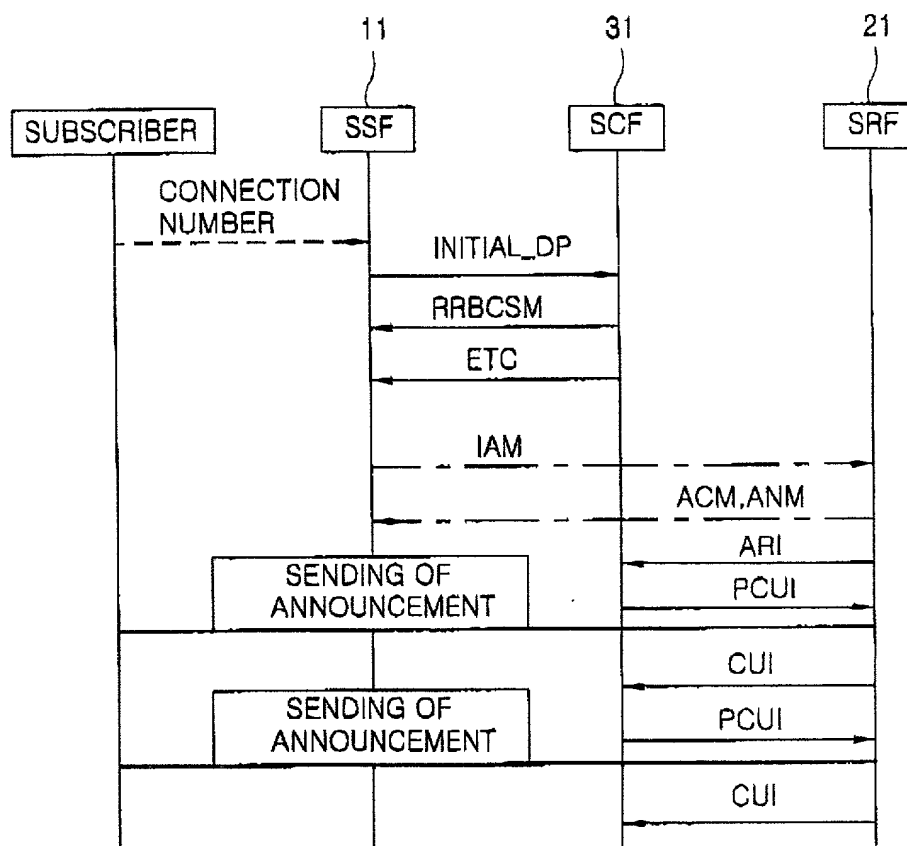 11 31 21
SUBSCRIBER SSF SCF SRF
CONNECTION
NUMBER
INITIAL_DP
RRBCSM
ETC
IAM
ACM,ANM
ARI
SENDING OF
ANNOUNCEMENT
PCUI
CUI
SENDING OF
ANNOUNCEMENT
PCUI
CUI